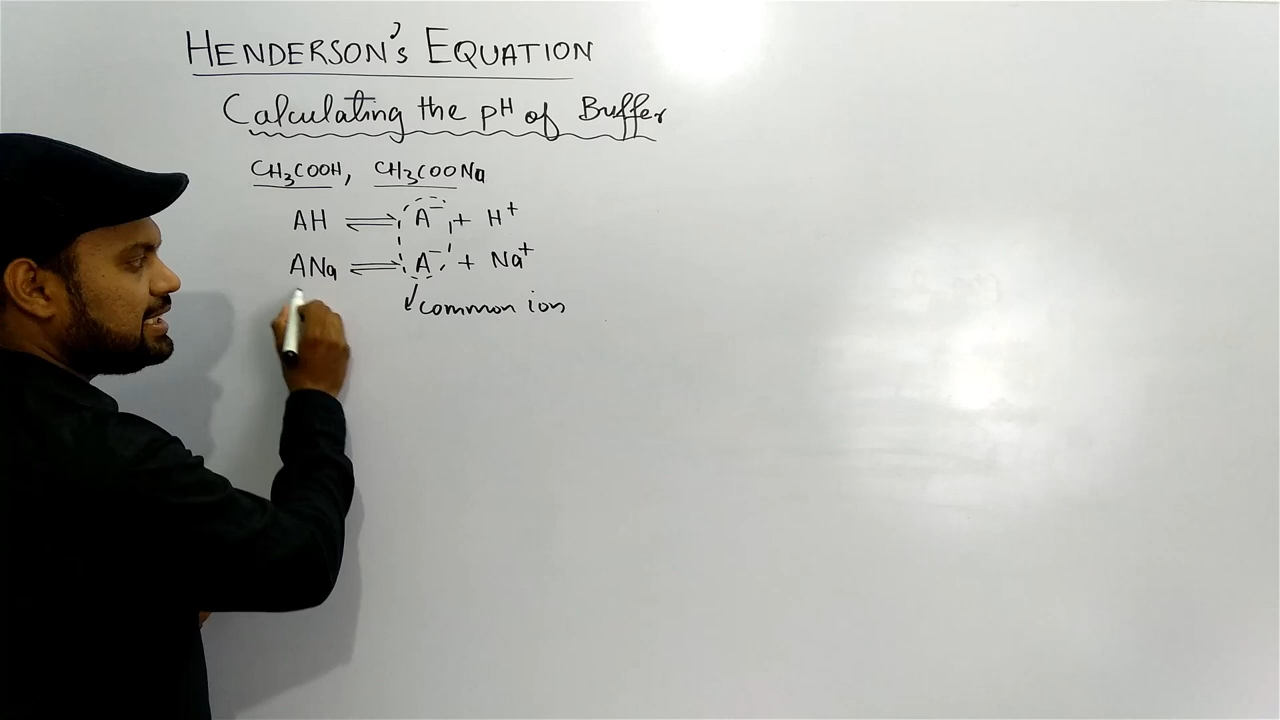 HENDERSON's EQUATION
Calculating the pH of Buffer
CH₃COOH, CH₃COONa
AH ⇌ A⁻ + H⁺
ANa ⇌ A⁻ + Na⁺
common ion